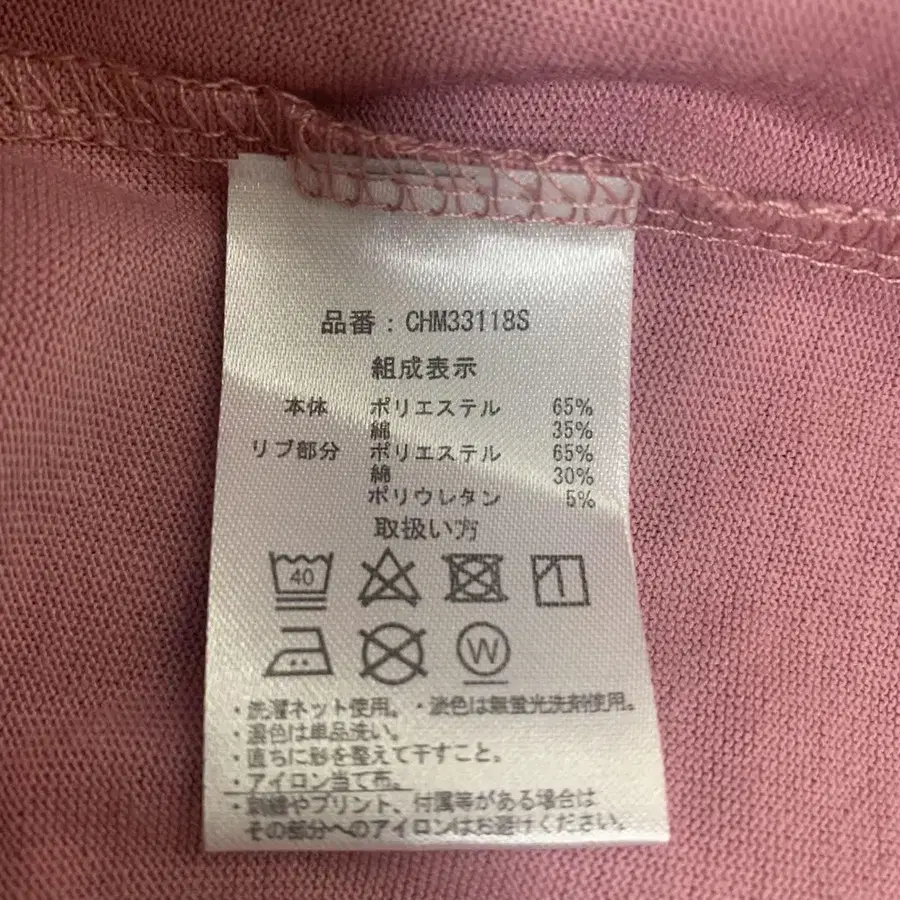 品番：CHM33118S
組成表示
本体 ポリエステル 65%
綿 35%
リブ部分 ポリエステル 65%
綿 30%
ポリウレタン 5%
取扱い方
40
W
・洗濯ネット使用。・淡色は無蛍光洗剤使用。
・濃色は単品洗い。
・直ちに形を整えて干すこと。
・アイロン当て布。
・刺繍やプリント、付属等がある場合は
その部分へのアイロンはお避けください。